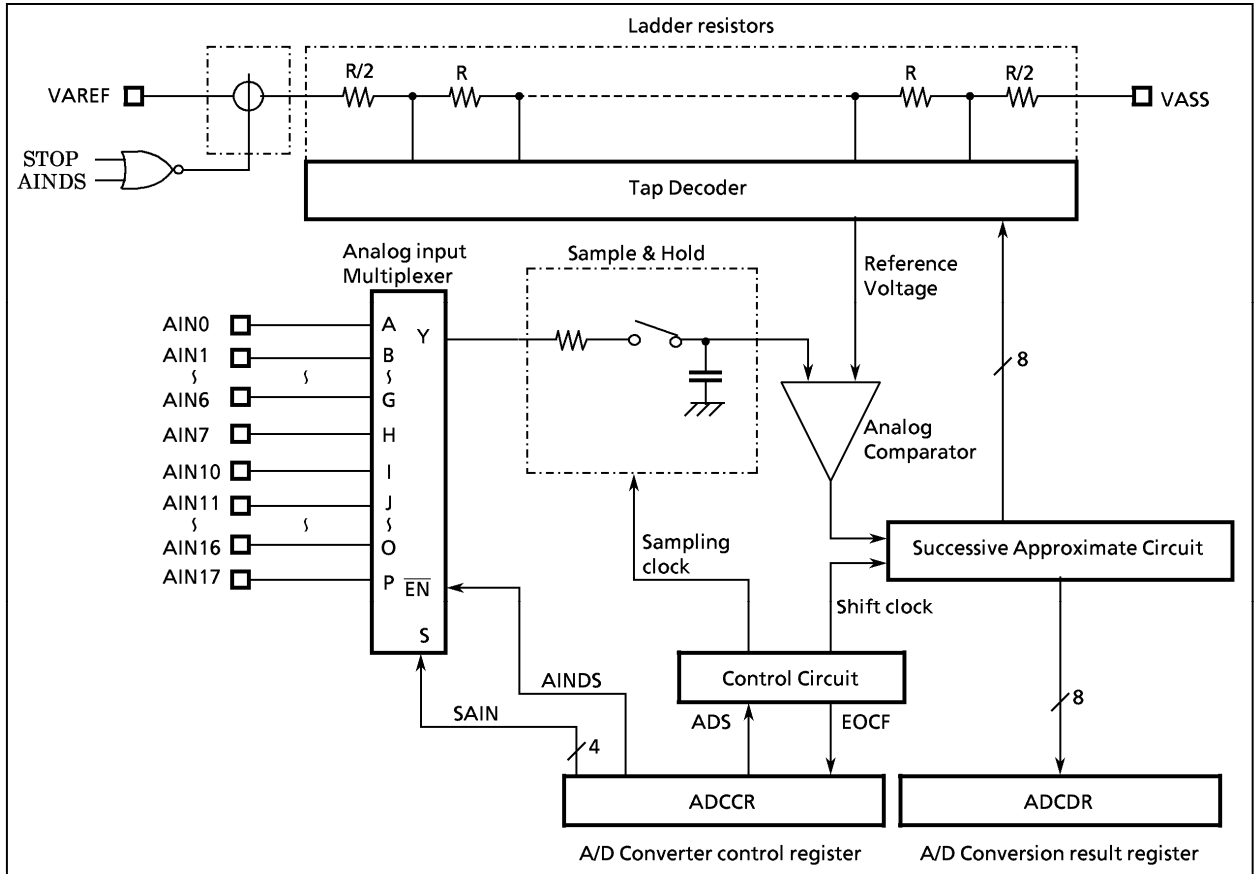 Ladder resistors
R/2
R
R
R/2
VAREF
VASS
STOP
AINDS
Tap Decoder
Analog input
Multiplexer
Sample & Hold
Reference
Voltage
AIN0
A
Y
AIN1
B
AIN6
G
8
AIN7
H
Analog
Comparator
AIN10
I
AIN11
J
AIN16
O
Sampling
clock
Successive Approximate Circuit
AIN17
P
EN
Shift clock
S
AINDS
Control Circuit
SAIN
ADS
EOCF
8
4
ADCCR
ADCDR
A/D Converter control register
A/D Conversion result register